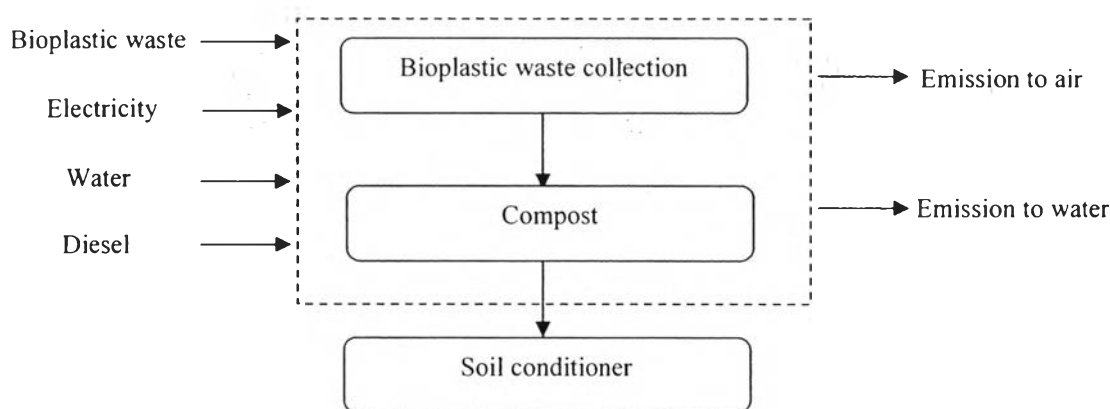 Bioplastic waste
Electricity
Water
Diesel
Bioplastic waste collection
Compost
Soil conditioner
Emission to air
Emission to water